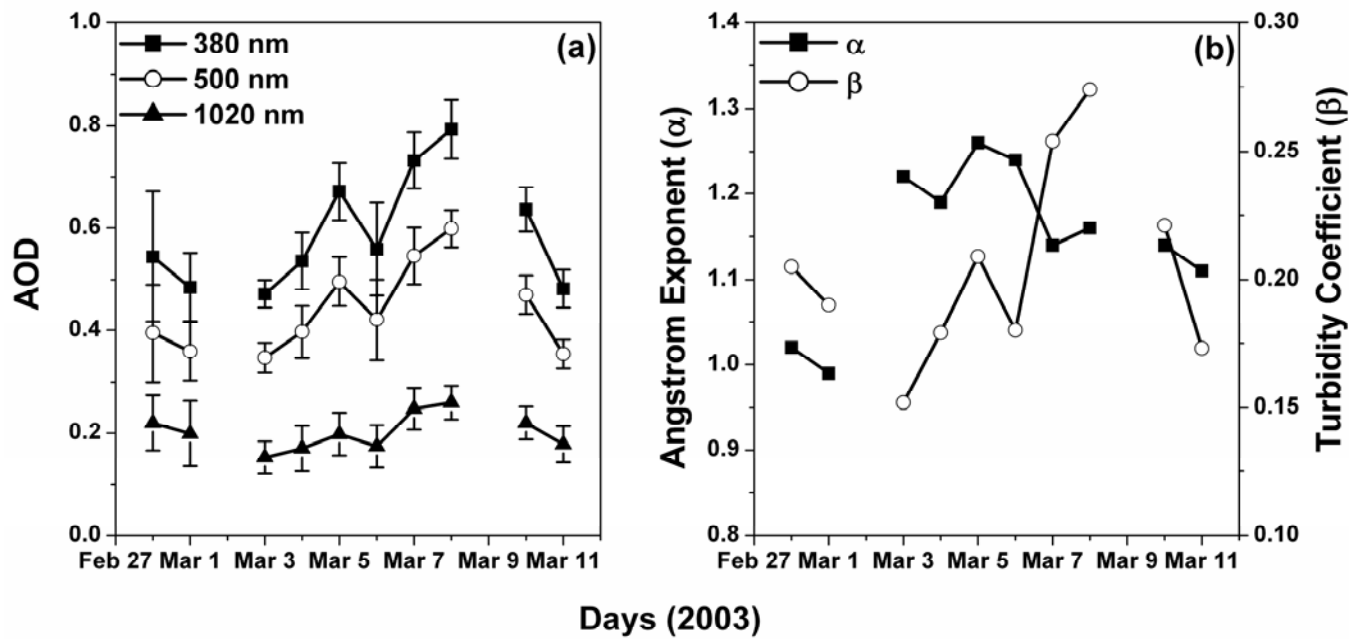 (a)
380 nm
500 nm
1020 nm
AOD
1.0
0.8
0.6
0.4
0.2
0.0
Feb 27 Mar 1 Mar 3 Mar 5 Mar 7 Mar 9 Mar 11
(b)
α
β
Angstrom Exponent (α)
1.4
1.3
1.2
1.1
1.0
0.9
0.8
Feb 27 Mar 1 Mar 3 Mar 5 Mar 7 Mar 9 Mar 11
0.30
0.25
0.20
0.15
0.10
Turbidity Coefficient (β)
Days (2003)